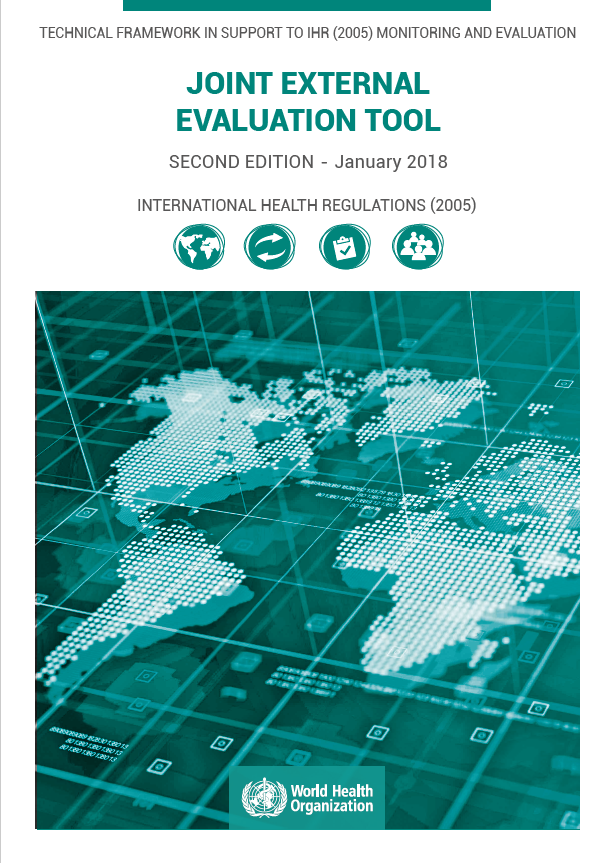 TECHNICAL FRAMEWORK IN SUPPORT TO IHR (2005) MONITORING AND EVALUATION
JOINT EXTERNAL
EVALUATION TOOL
SECOND EDITION - January 2018
INTERNATIONAL HEALTH REGULATIONS (2005)
World Health
Organization